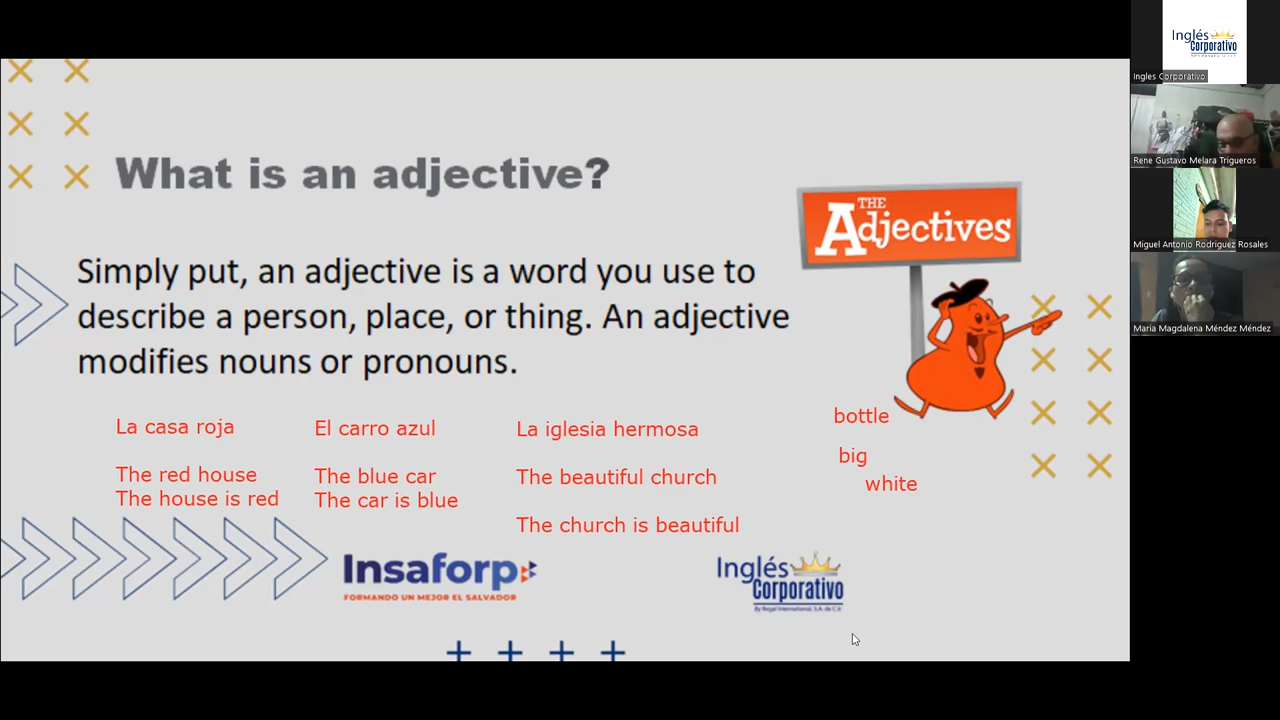 What is an adjective?
THE
Adjectives
Simply put, an adjective is a word you use to
describe a person, place, or thing. An adjective
modifies nouns or pronouns.
La casa roja
The red house
The house is red
El carro azul
The blue car
The car is blue
La iglesia hermosa
The beautiful church
The church is beautiful
bottle
big
white
Insaforp
FORMANDO UN MEJOR EL SALVADOR
Inglés
Corporativo
By Regal International, S.A. de C.V.
Inglés
Corporativo
Ingles Corporativo
Rene Gustavo Melara Trigueros
Miguel Antonio Rodriguez Rosales
Maria Magdalena Méndez Méndez